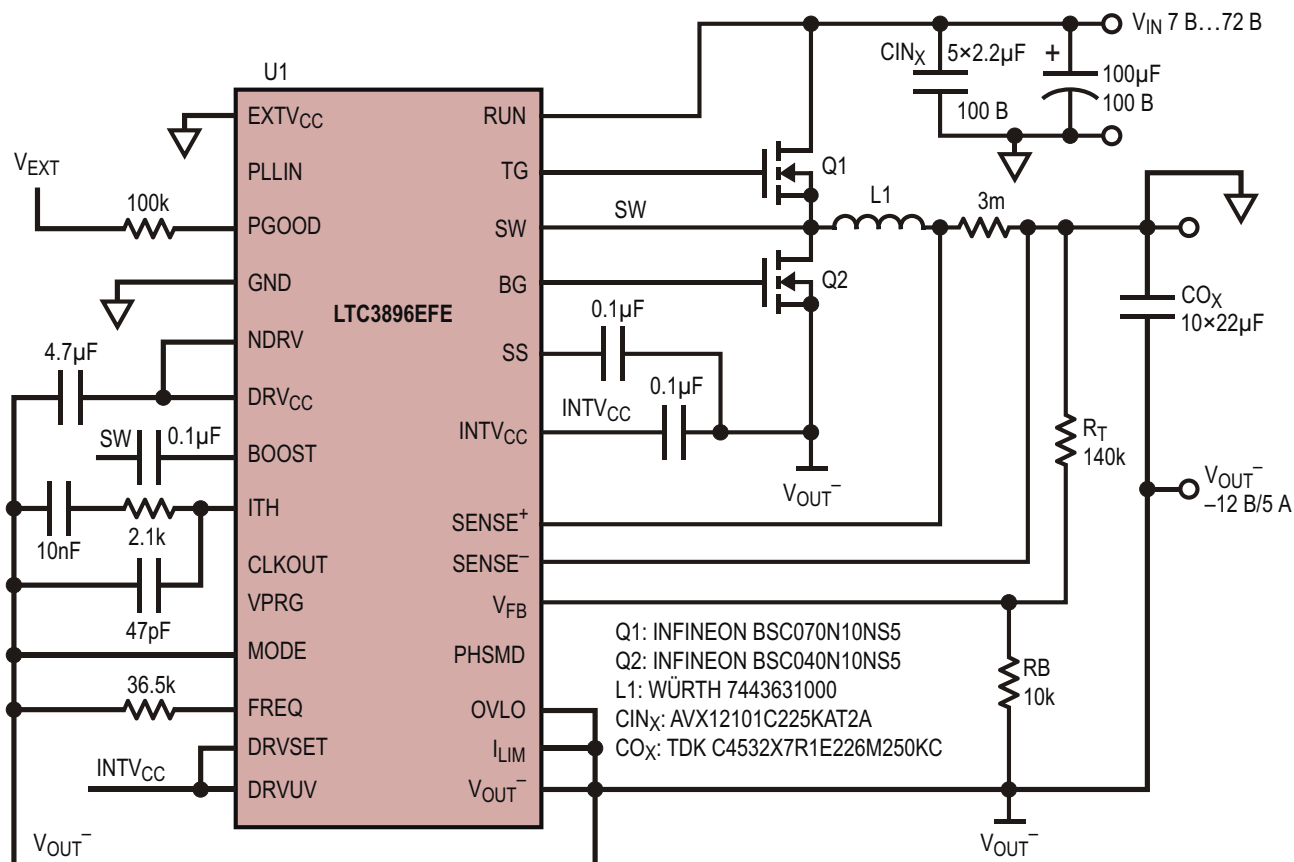 V_IN 7 В…72 В
CIN_X
5×2.2µF
100 В
+
100µF
100 В
U1
LTC3896EFE
EXTV_CC
PLLIN
PGOOD
GND
NDRV
DRV_CC
BOOST
ITH
CLKOUT
VPRG
MODE
FREQ
DRVSET
DRVUV
RUN
TG
SW
BG
SS
INTV_CC
SENSE⁺
SENSE⁻
V_FB
PHSMD
OVLO
I_LIM
V_OUT⁻
V_EXT
100k
4.7µF
SW
0.1µF
10nF
2.1k
47pF
36.5k
INTV_CC
V_OUT⁻
Q1
SW
L1
3m
Q2
0.1µF
0.1µF
INTV_CC
V_OUT⁻
CO_X
10×22µF
R_T
140k
V_OUT⁻
–12 В/5 А
RB
10k
V_OUT⁻
Q1: INFINEON BSC070N10NS5
Q2: INFINEON BSC040N10NS5
L1: WÜRTH 7443631000
CIN_X: AVX12101C225KAT2A
CO_X: TDK C4532X7R1E226M250KC